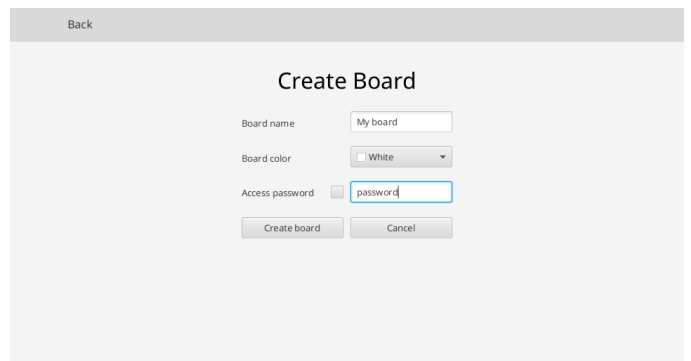 Back
Create Board
Board name My board
Board color White
Access password password
Create board Cancel